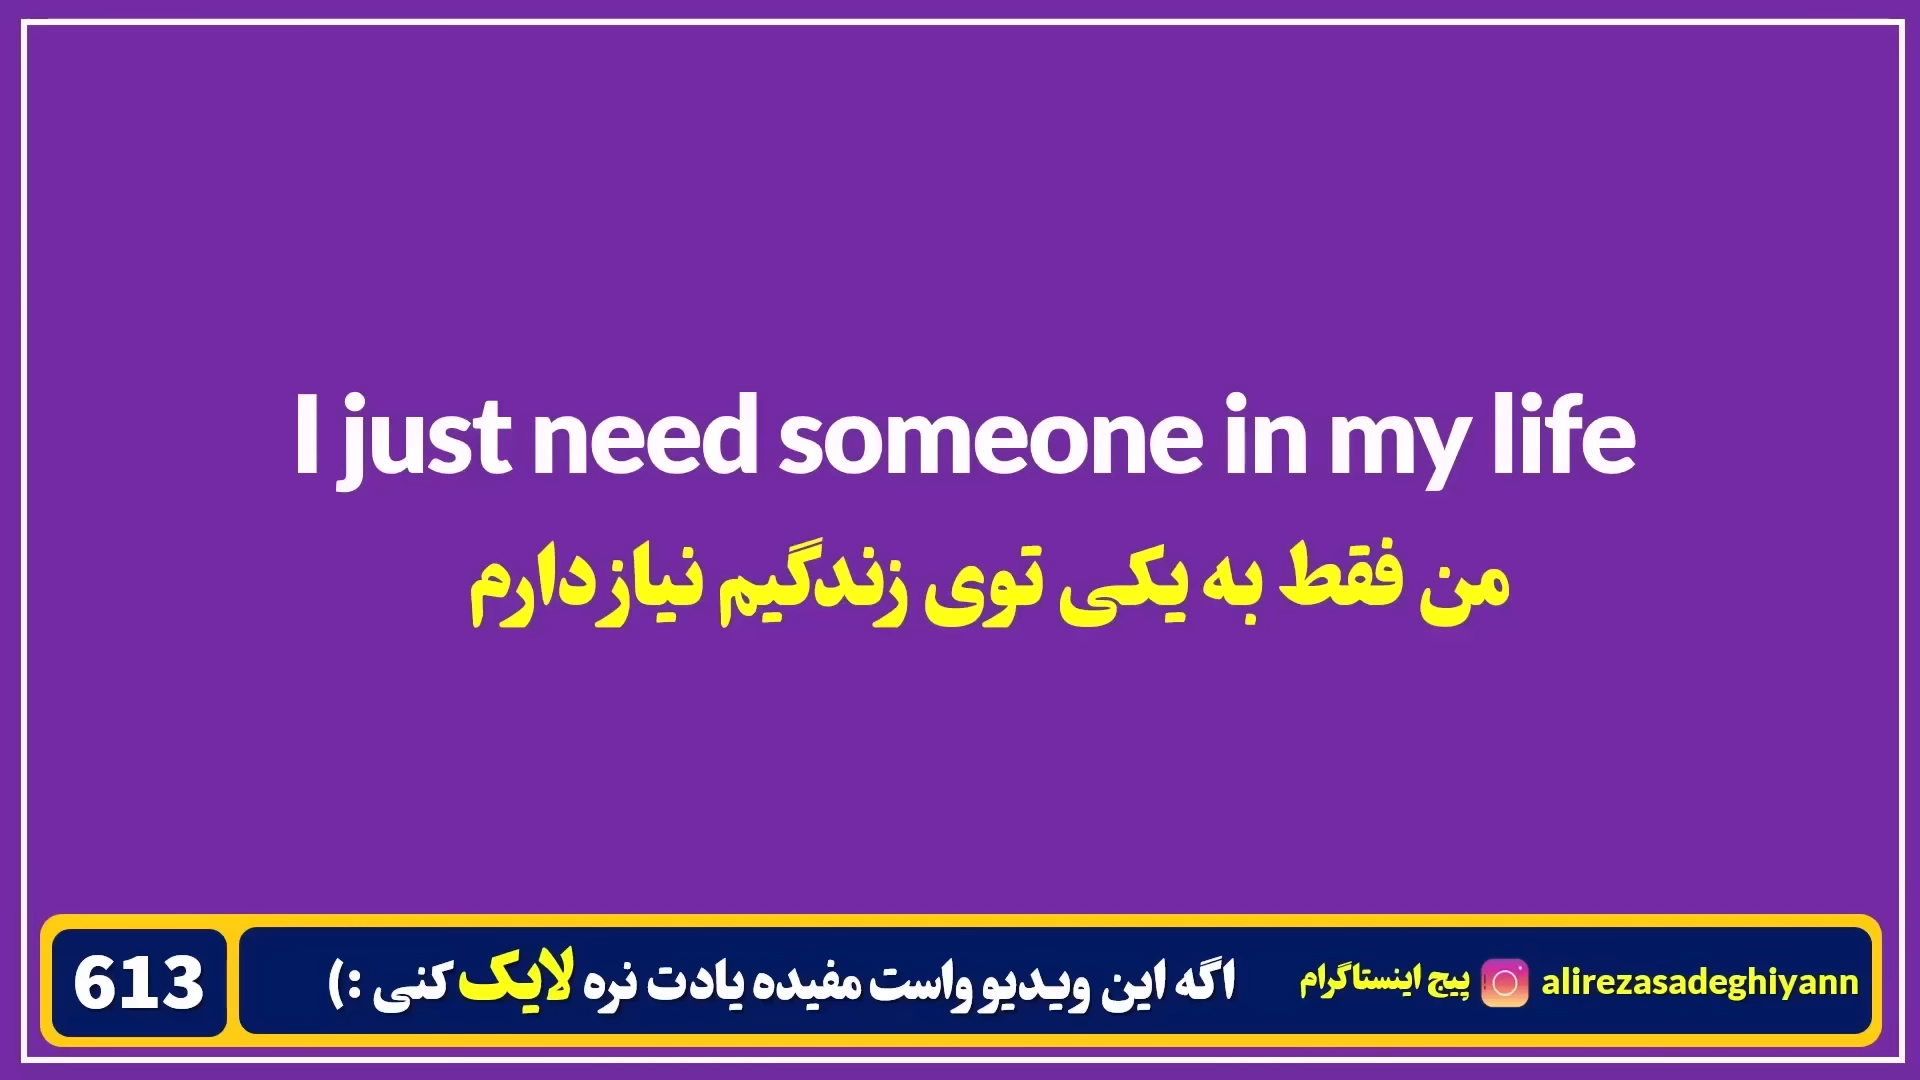 I just need someone in my life
من فقط به یکی توی زندگیم نیاز دارم
613
اگه این ویدیو واست مفیده یادت نره لایک کنی :)
پیج اینستاگرام alirezasadeghiyann